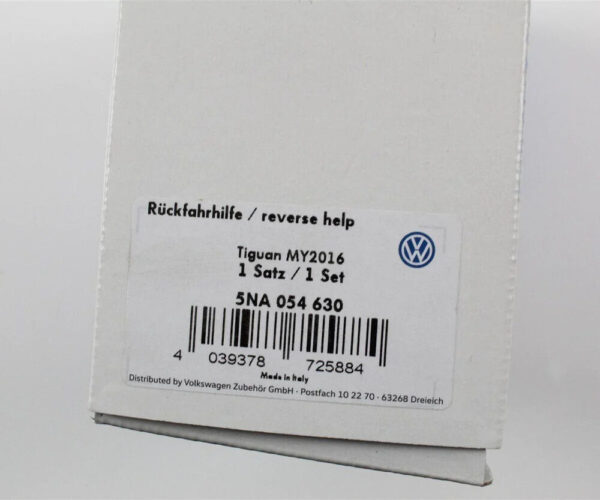 Rückfahrhilfe / reverse help
Tiguan MY2016
1 Satz / 1 Set
5NA 054 630
4 039378 725884
Made in Italy
Distributed by Volkswagen Zubehör GmbH · Postfach 10 22 70 · 63268 Dreieich